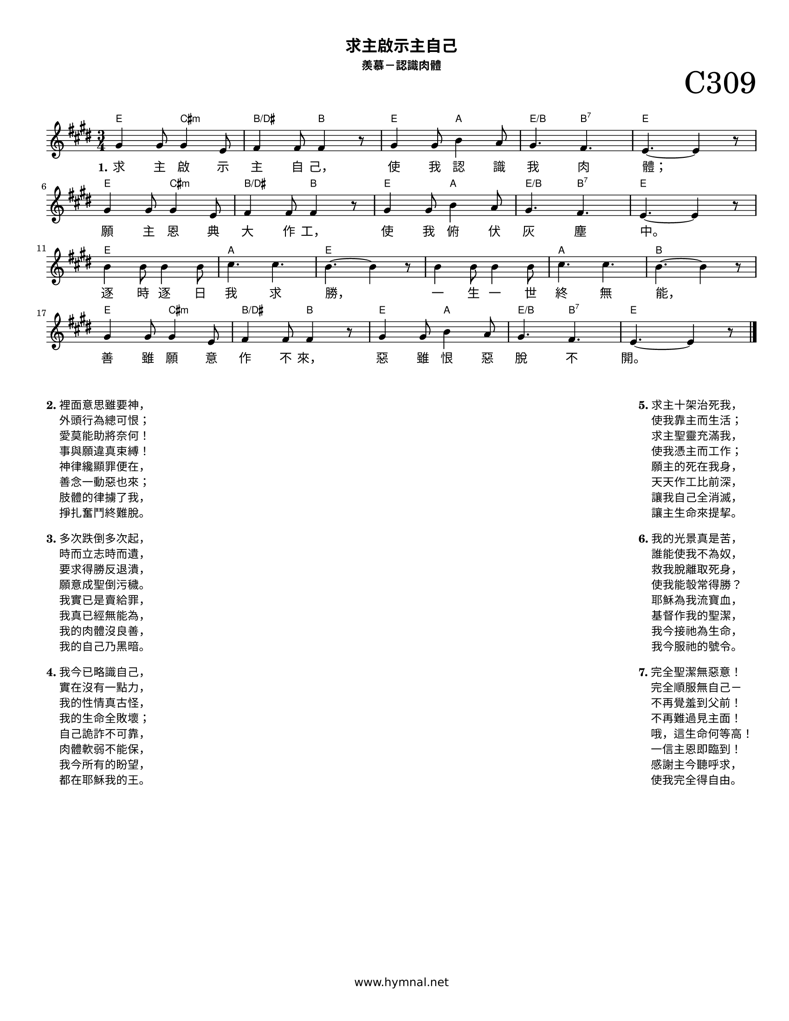 求主啟示主自己
羨慕－認識肉體
C309
E C♯m B/D♯ B E A E/B B7 E
1. 求 主 啟 示 主 自 己， 使 我 認 識 我 肉 體；
6 E C♯m B/D♯ B E A E/B B7 E
願 主 恩 典 大 作 工， 使 我 俯 伏 灰 塵 中。
11 E A E A B
逐 時 逐 日 我 求 勝， 一 生 一 世 終 無 能，
17 E C♯m B/D♯ B E A E/B B7 E
善 雖 願 意 作 不 來， 惡 雖 恨 惡 脫 不 開。
2. 裡面意思雖要神，
外頭行為總可恨；
愛莫能助將奈何！
事與願違真束縛！
神律纔顯罪便在，
善念一動惡也來；
肢體的律擄了我，
掙扎奮鬥終難脫。
3. 多次跌倒多次起，
時而立志時而遺，
要求得勝反退潰，
願意成聖倒污穢。
我實已是賣給罪，
我真已經無能為，
我的肉體沒良善，
我的自己乃黑暗。
4. 我今已略識自己，
實在沒有一點力，
我的性情真古怪，
我的生命全敗壞；
自己詭詐不可靠，
肉體軟弱不能保，
我今所有的盼望，
都在耶穌我的王。
5. 求主十架治死我，
使我靠主而生活；
求主聖靈充滿我，
使我憑主而工作；
願主的死在我身，
天天作工比前深，
讓我自己全消滅，
讓主生命來提挈。
6. 我的光景真是苦，
誰能使我不為奴，
救我脫離取死身，
使我能彀常得勝？
耶穌為我流寶血，
基督作我的聖潔，
我今接祂為生命，
我今服祂的號令。
7. 完全聖潔無惡意！
完全順服無自己－
不再覺羞到父前！
不再難過見主面！
哦，這生命何等高！
一信主恩即臨到！
感謝主今聽呼求，
使我完全得自由。
www.hymnal.net